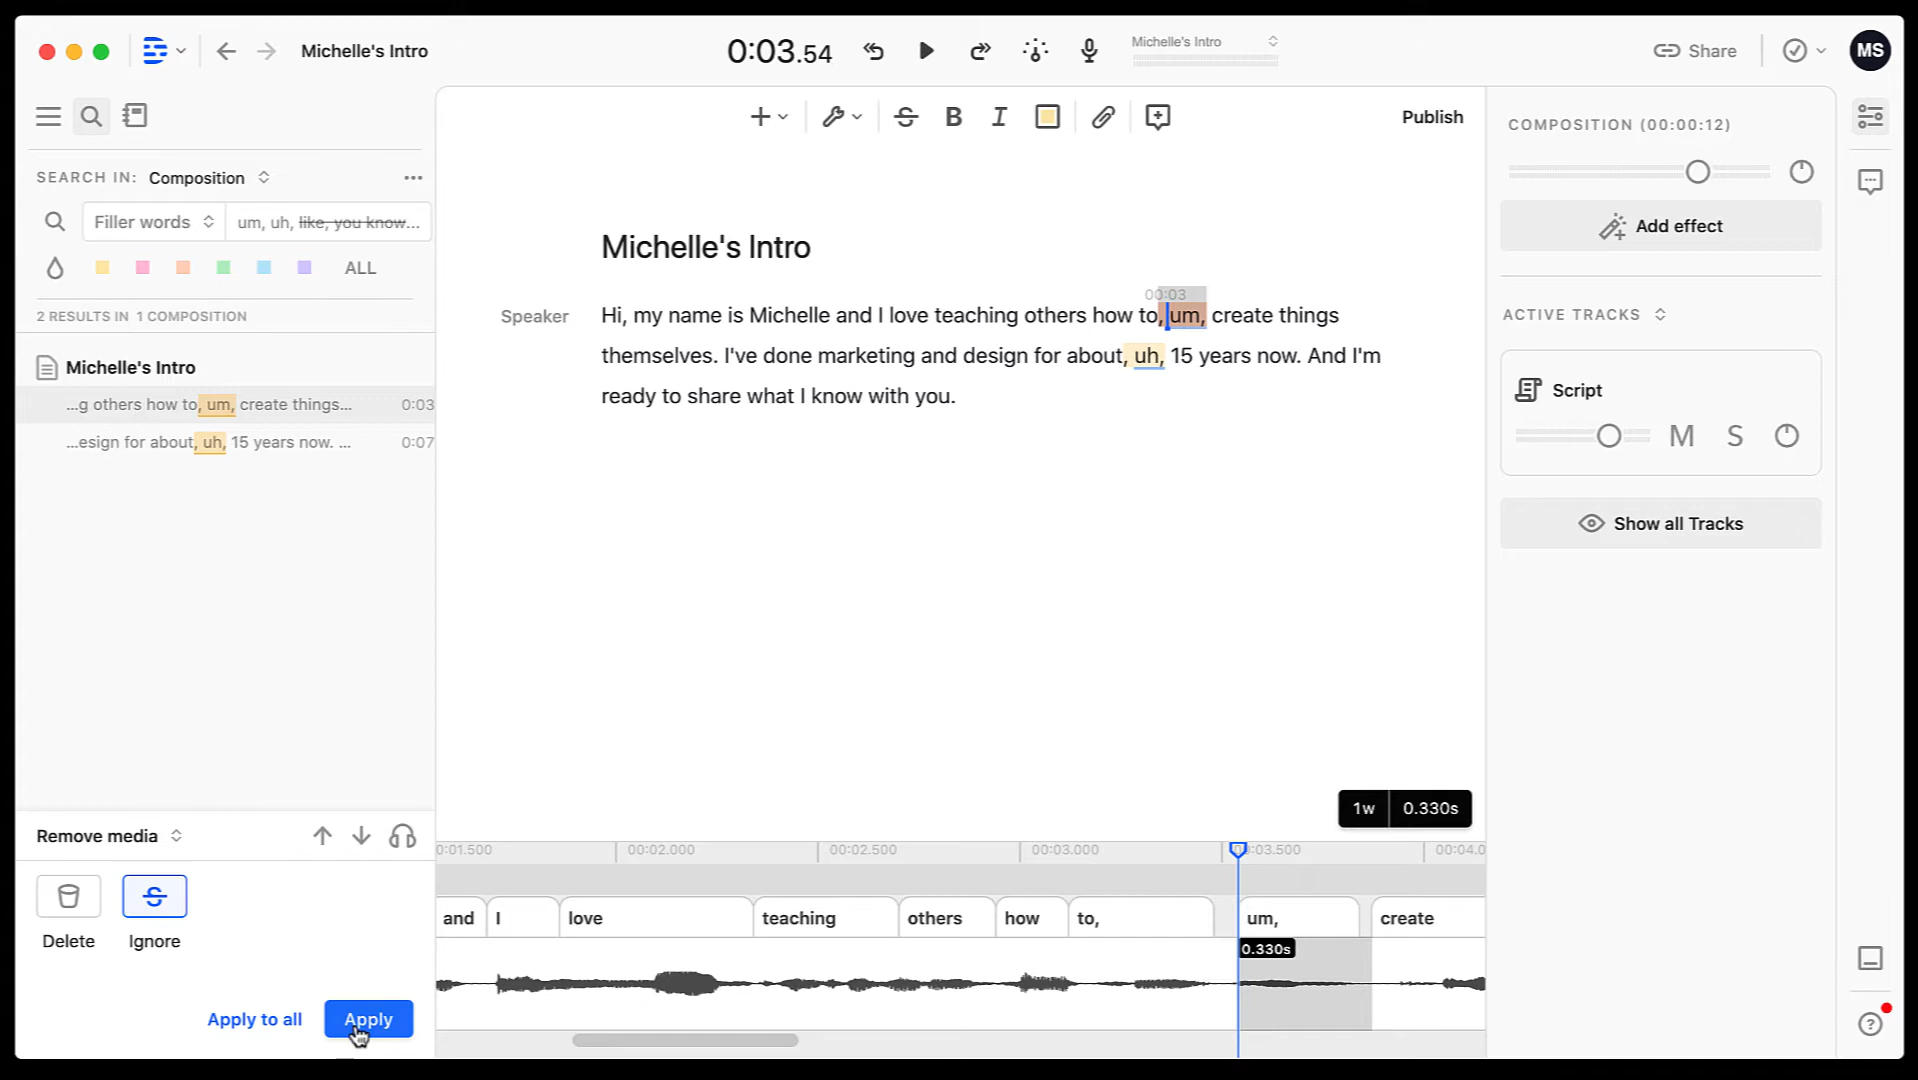 Michelle's Intro
0:03.54
Michelle's Intro
Share
MS
Publish
SEARCH IN: Composition
Filler words
um, uh, like, you know...
ALL
2 RESULTS IN 1 COMPOSITION
Michelle's Intro
...g others how to, um, create things... 0:03
...esign for about, uh, 15 years now. ... 0:07
Michelle's Intro
00:03
Speaker
Hi, my name is Michelle and I love teaching others how to, um, create things
themselves. I've done marketing and design for about, uh, 15 years now. And I'm
ready to share what I know with you.
COMPOSITION (00:00:12)
Add effect
ACTIVE TRACKS
Script
M S
Show all Tracks
1w 0.330s
Remove media
Delete Ignore
Apply to all Apply
0:01.500 00:02.000 00:02.500 00:03.000 0:03.500 00:04.0
and I love teaching others how to, um, create
0.330s